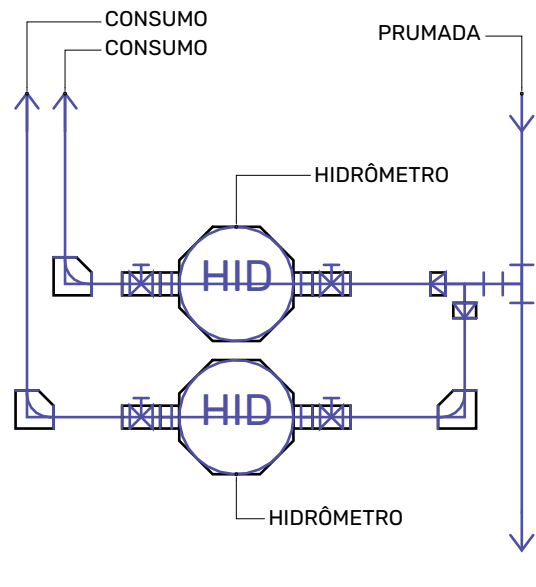 CONSUMO
CONSUMO
PRUMADA
HIDRÔMETRO
HID
HID
HIDRÔMETRO